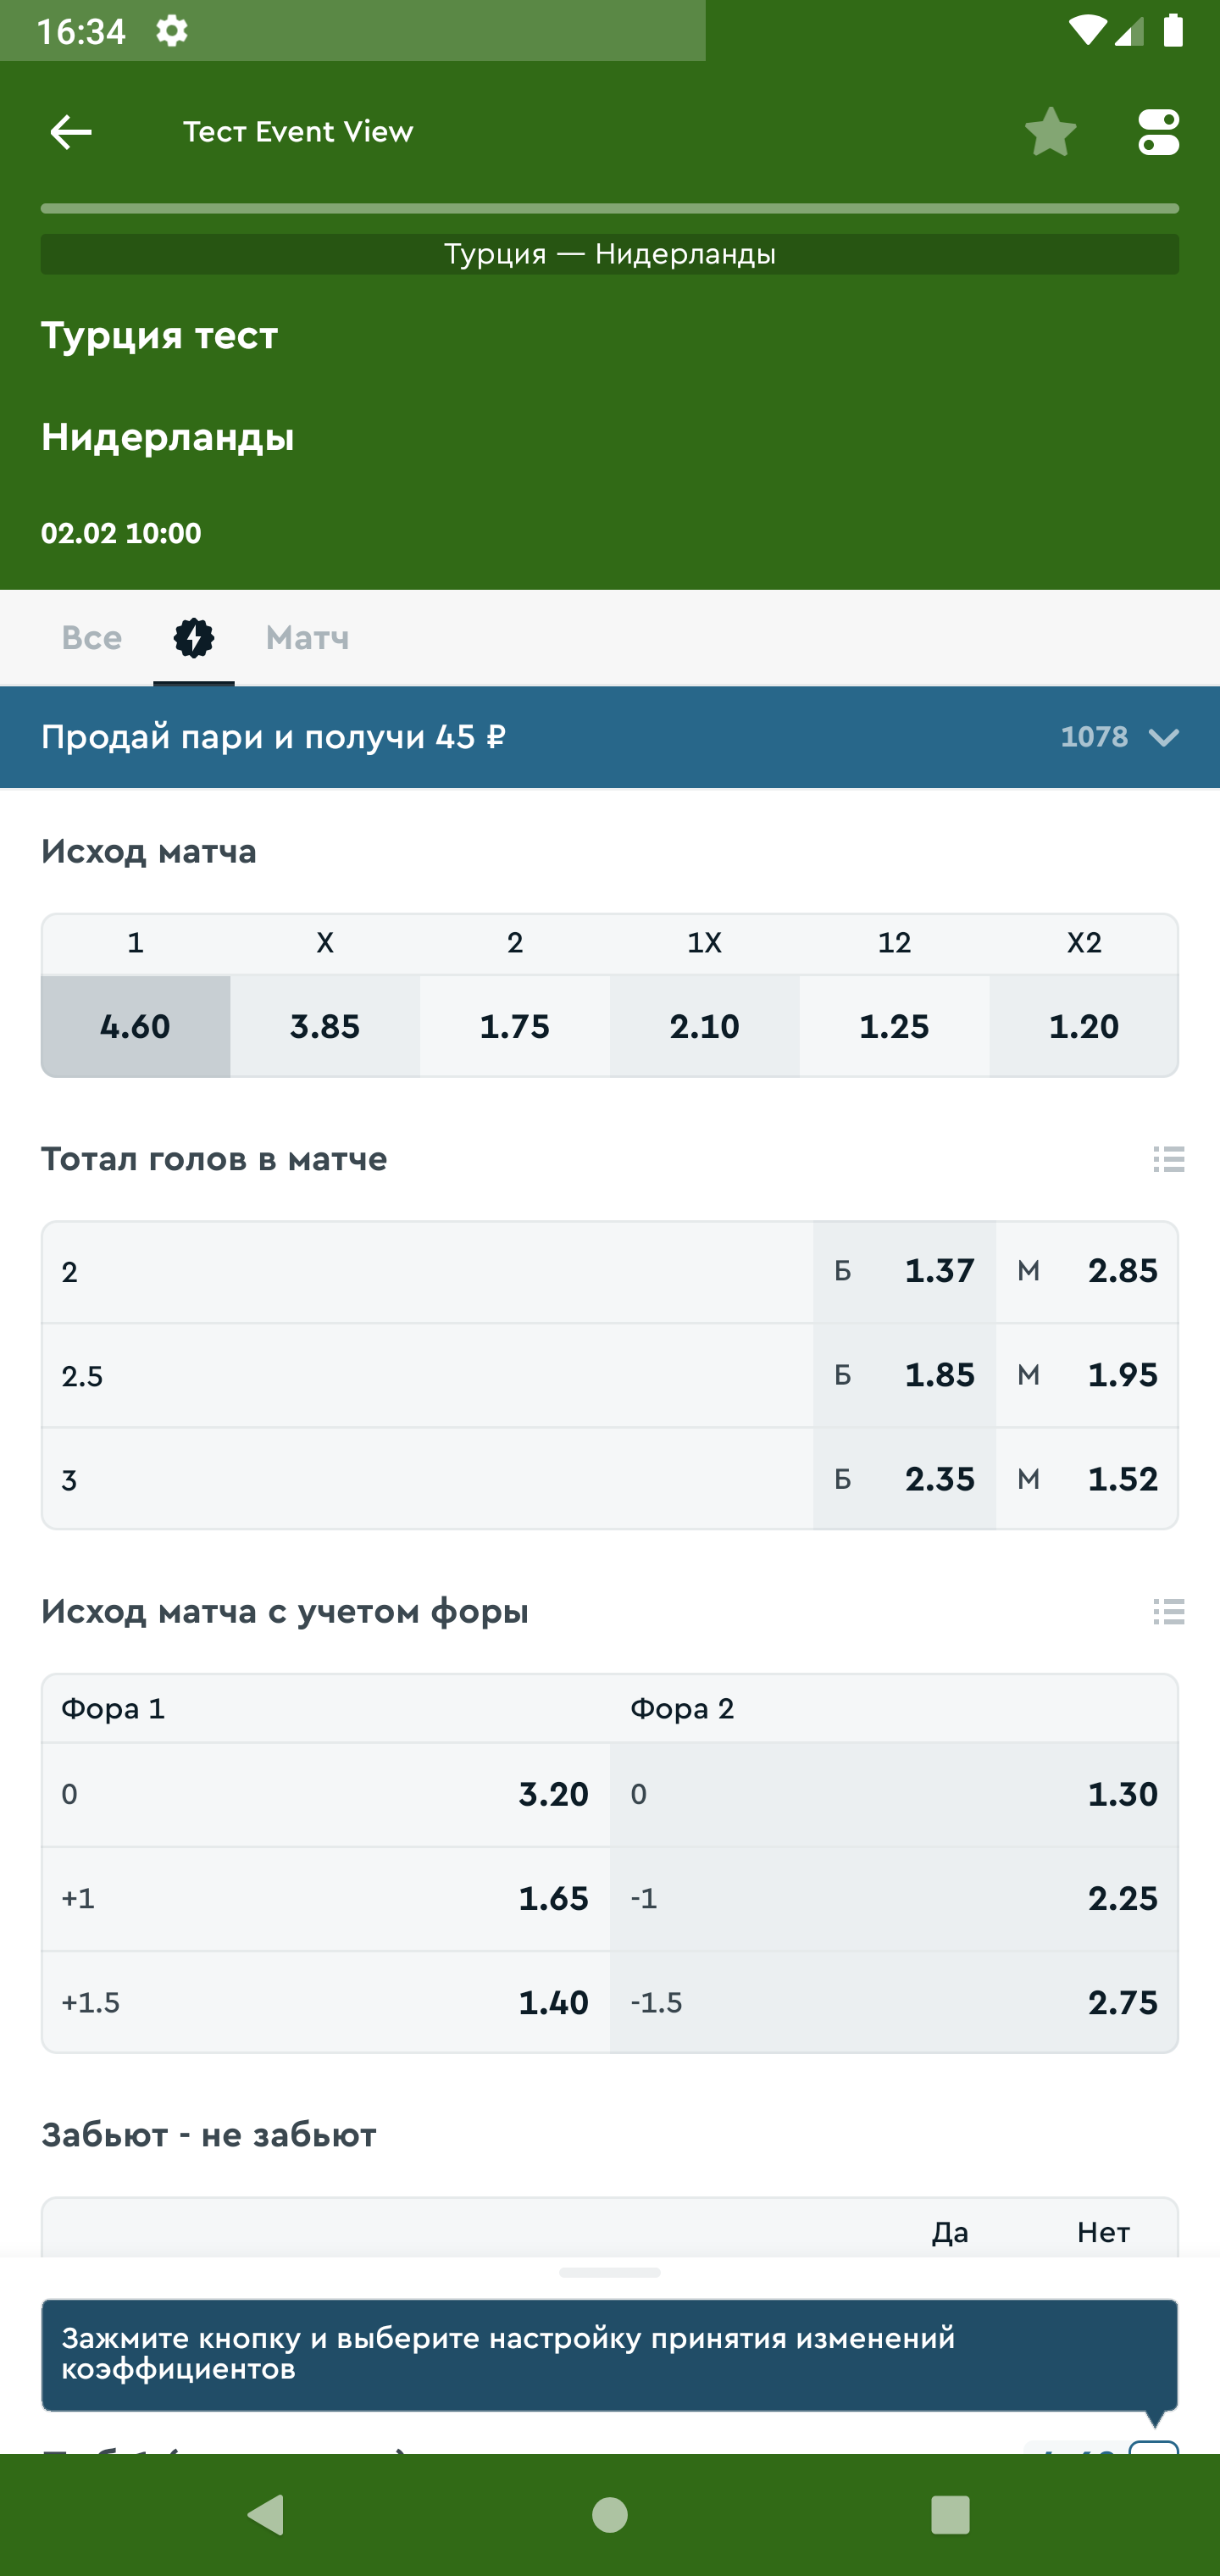 16:34
Тест Event View
Турция — Нидерланды
Турция тест
Нидерланды
02.02 10:00
Все Матч
Продай пари и получи 45 ₽ 1078
Исход матча
1 X 2 1X 12 X2
4.60 3.85 1.75 2.10 1.25 1.20
Тотал голов в матче
2 Б 1.37 М 2.85
2.5 Б 1.85 М 1.95
3 Б 2.35 М 1.52
Исход матча с учетом форы
Фора 1 Фора 2
0 3.20 0 1.30
+1 1.65 -1 2.25
+1.5 1.40 -1.5 2.75
Забьют - не забьют
Да Нет
Зажмите кнопку и выберите настройку принятия изменений
коэффициентов